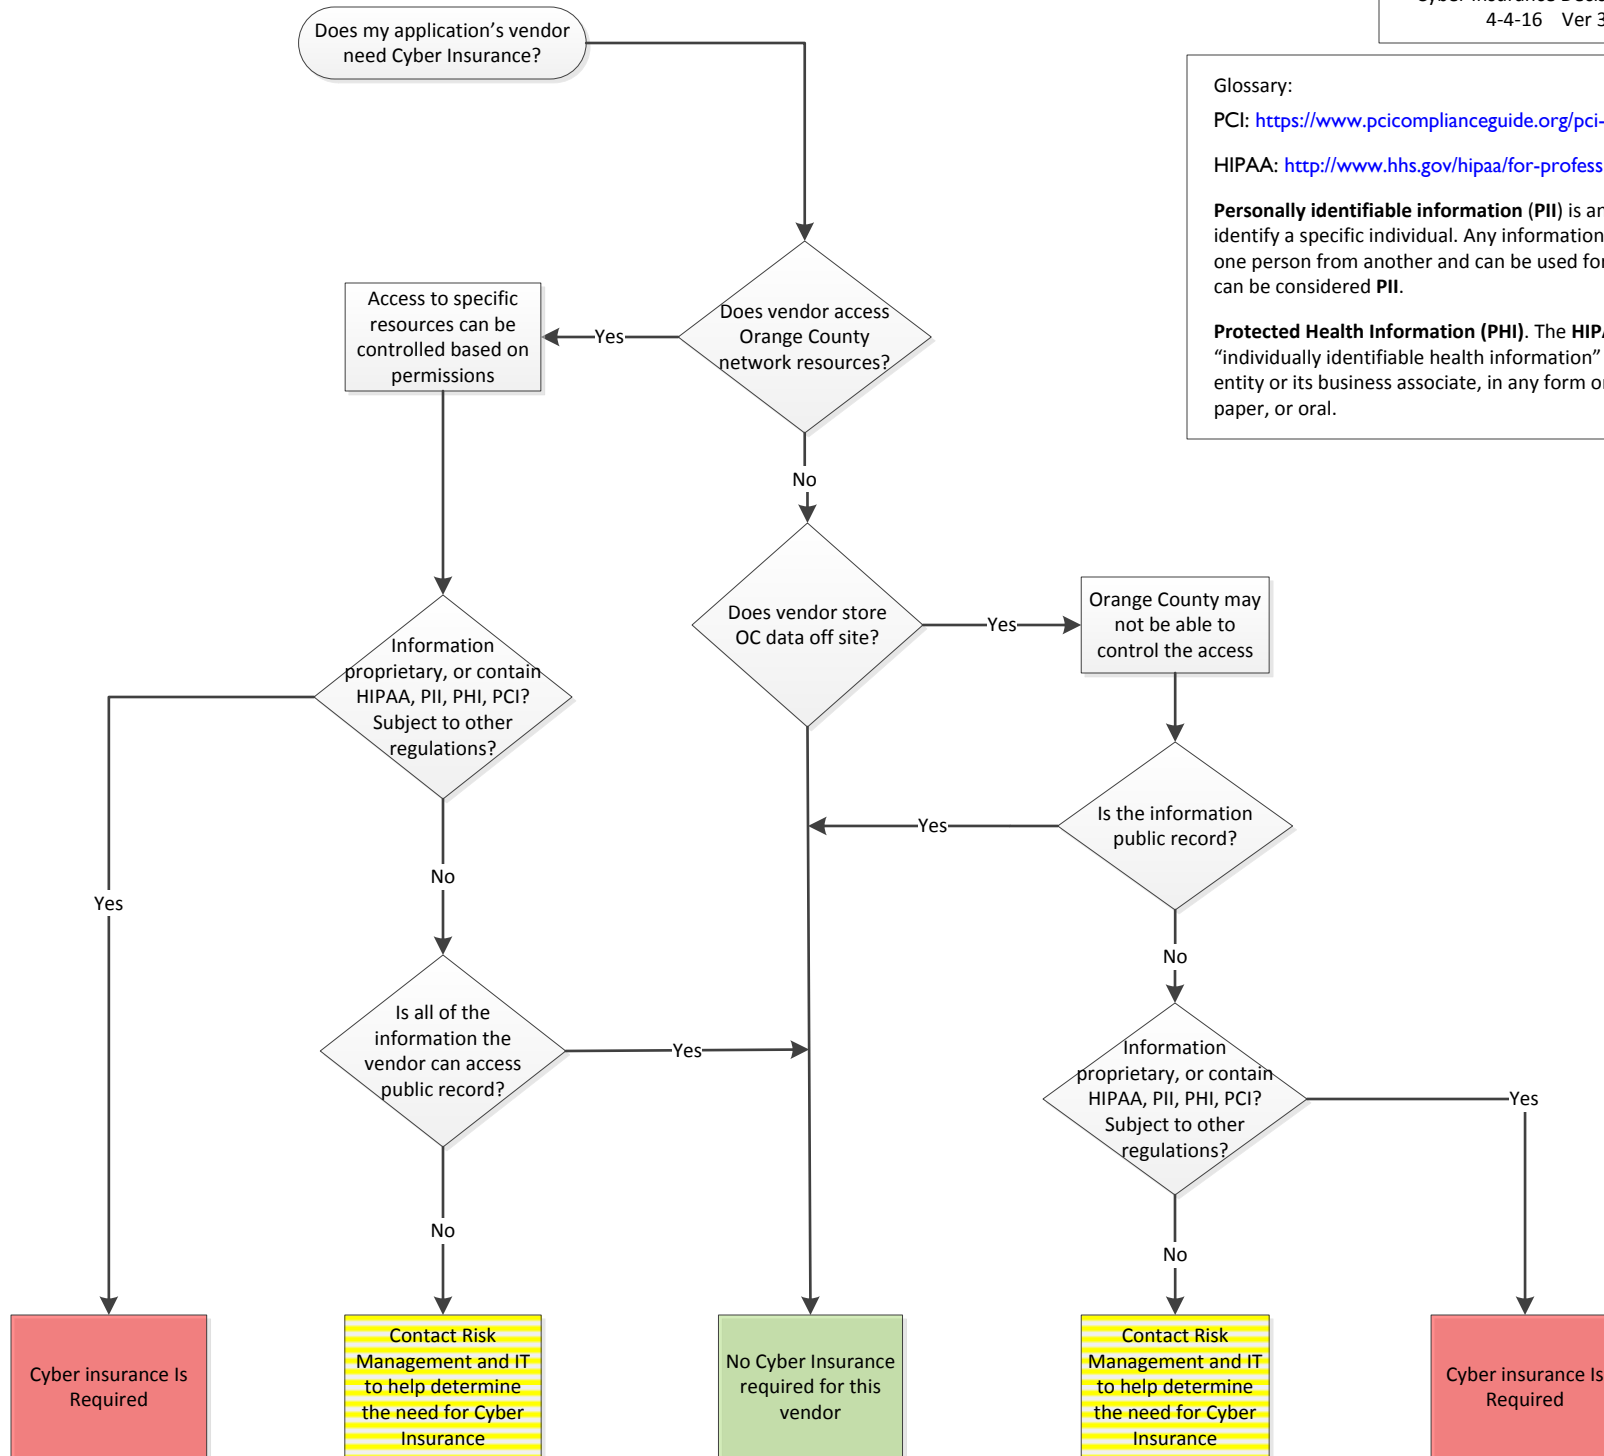 Does my application's vendor
need Cyber Insurance?
4-4-16 Ver 3
Glossary:
PCI: https://www.pcicomplianceguide.org/pci-
HIPAA: http://www.hhs.gov/hipaa/for-profess
Personally identifiable information (PII) is an
identify a specific individual. Any information
one person from another and can be used for
can be considered PII.
Protected Health Information (PHI). The HIPA
“individually identifiable health information”
entity or its business associate, in any form or
paper, or oral.
Access to specific
resources can be
controlled based on
permissions
Yes
Does vendor access
Orange County
network resources?
No
Does vendor store
OC data off site?
Yes
Orange County may
not be able to
control the access
Information
proprietary, or contain
HIPAA, PII, PHI, PCI?
Subject to other
regulations?
Yes
No
Yes
Is the information
public record?
No
Is all of the
information the
vendor can access
public record?
Yes
No
Information
proprietary, or contain
HIPAA, PII, PHI, PCI?
Subject to other
regulations?
Yes
No
Cyber insurance Is
Required
Contact Risk
Management and IT
to help determine
the need for Cyber
Insurance
No Cyber Insurance
required for this
vendor
Contact Risk
Management and IT
to help determine
the need for Cyber
Insurance
Cyber insurance Is
Required